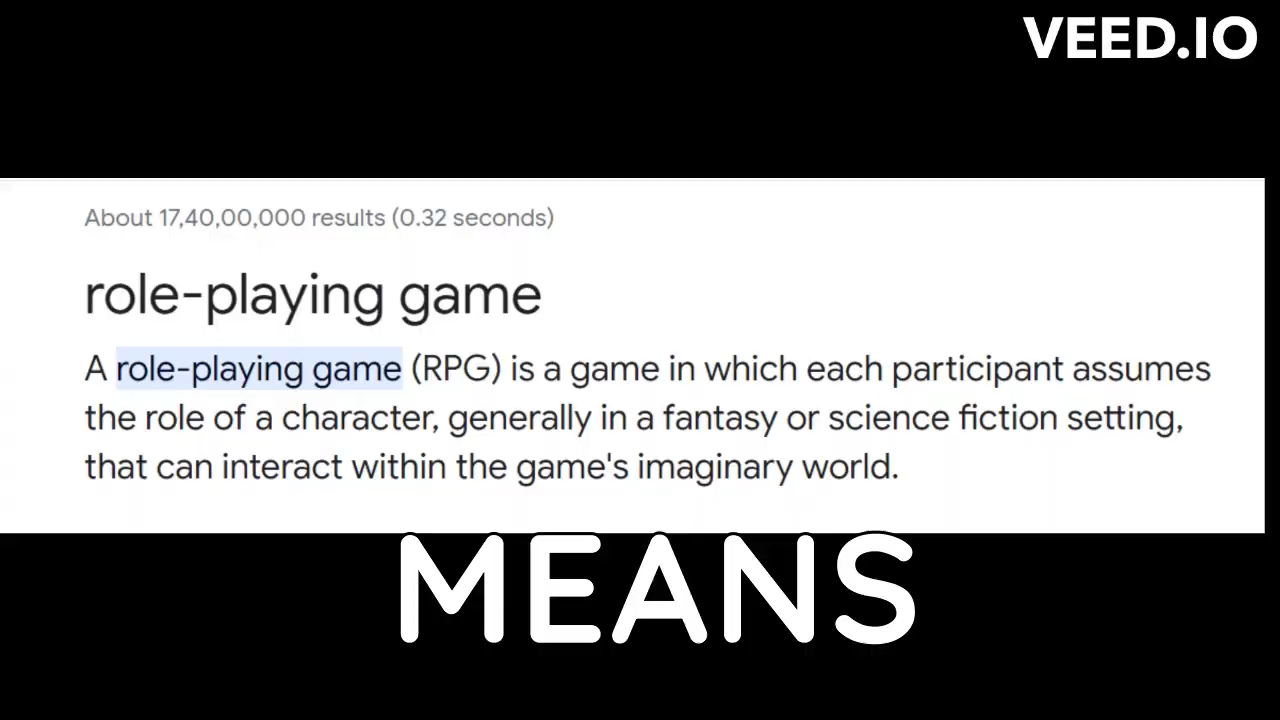 VEED.IO
About 17,40,00,000 results (0.32 seconds)
role-playing game
A role-playing game (RPG) is a game in which each participant assumes
the role of a character, generally in a fantasy or science fiction setting,
that can interact within the game's imaginary world.
MEANS